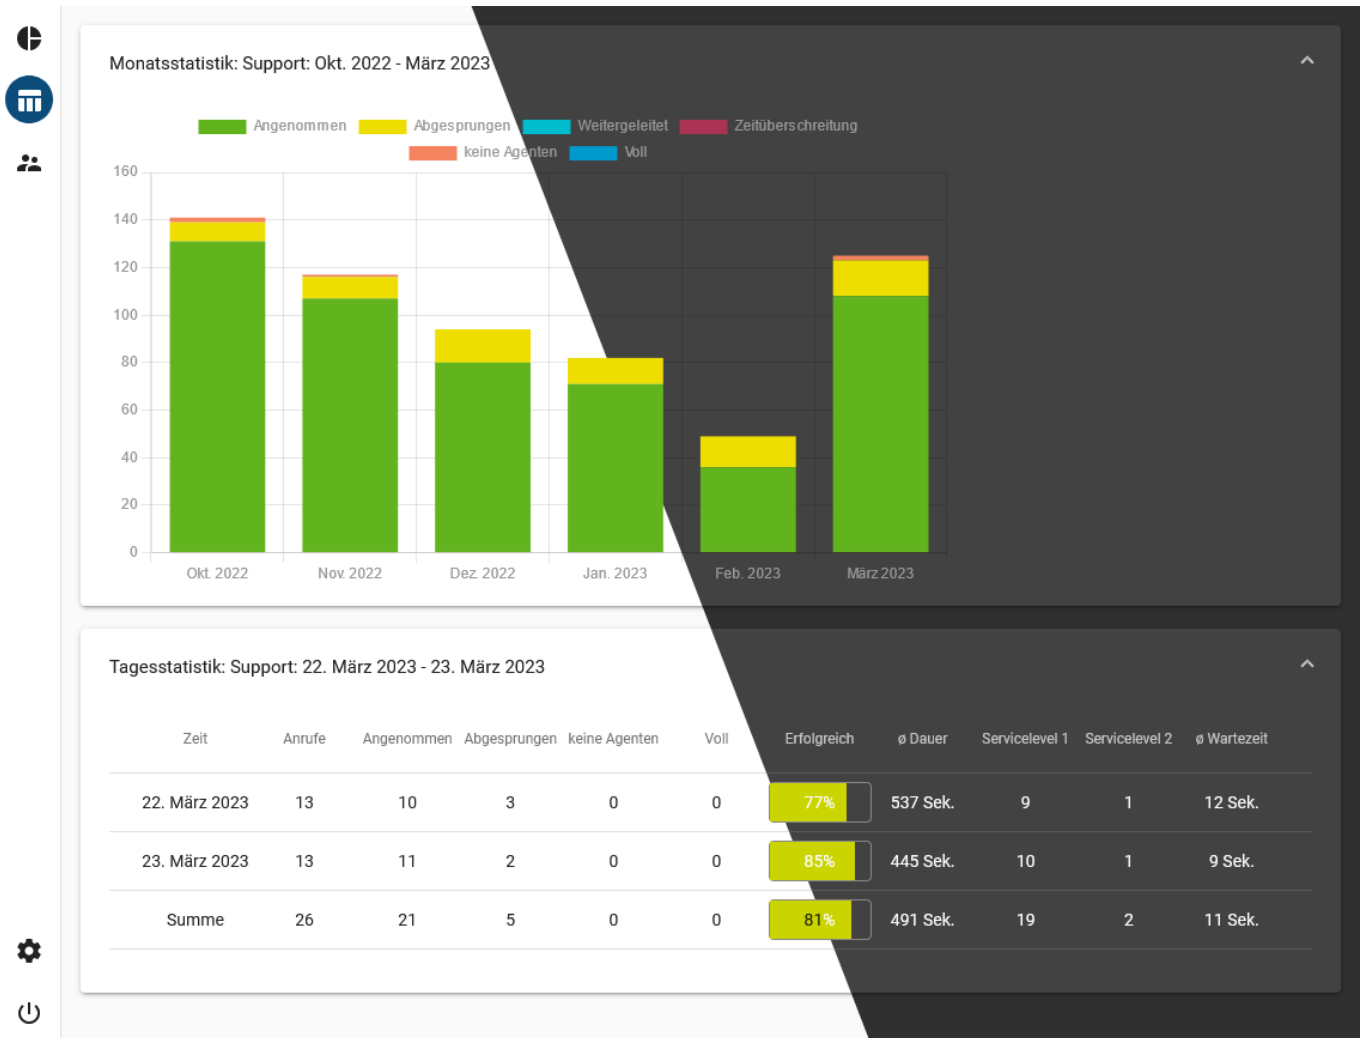 Monatsstatistik: Support: Okt. 2022 - März 2023
Angenommen Abgesprungen Weitergeleitet Zeitüberschreitung
keine Agenten Voll
160
140
120
100
80
60
40
20
0
Okt. 2022 Nov. 2022 Dez. 2022 Jan. 2023 Feb. 2023 März 2023
Tagesstatistik: Support: 22. März 2023 - 23. März 2023
Zeit Anrufe Angenommen Abgesprungen keine Agenten Voll Erfolgreich ø Dauer Servicelevel 1 Servicelevel 2 ø Wartezeit
22. März 2023 13 10 3 0 0 77% 537 Sek. 9 1 12 Sek.
23. März 2023 13 11 2 0 0 85% 445 Sek. 10 1 9 Sek.
Summe 26 21 5 0 0 81% 491 Sek. 19 2 11 Sek.